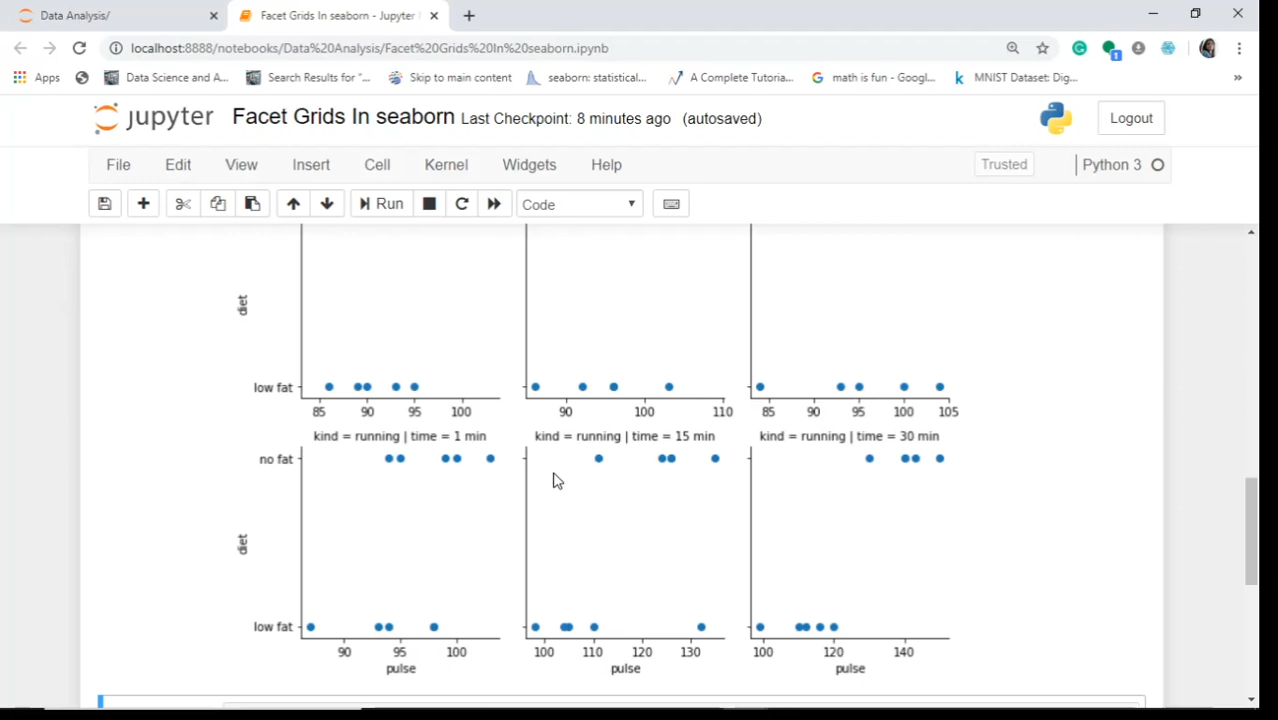 Data Analysis/
Facet Grids In seaborn - Jupyter
localhost:8888/notebooks/Data%20Analysis/Facet%20Grids%20In%20seaborn.ipynb
1
Apps
Data Science and A...
Search Results for "...
Skip to main content
seaborn: statistical...
A Complete Tutoria...
math is fun - Googl...
MNIST Dataset: Dig...
jupyter
Facet Grids In seaborn
Last Checkpoint: 8 minutes ago (autosaved)
Logout
File Edit View Insert Cell Kernel Widgets Help
Trusted
Python 3
Run
Code
diet
low fat
85 90 95 100
90 100 110
85 90 95 100 105
kind = running | time = 1 min
kind = running | time = 15 min
kind = running | time = 30 min
no fat
diet
low fat
90 95 100
100 110 120 130
100 120 140
pulse
pulse
pulse